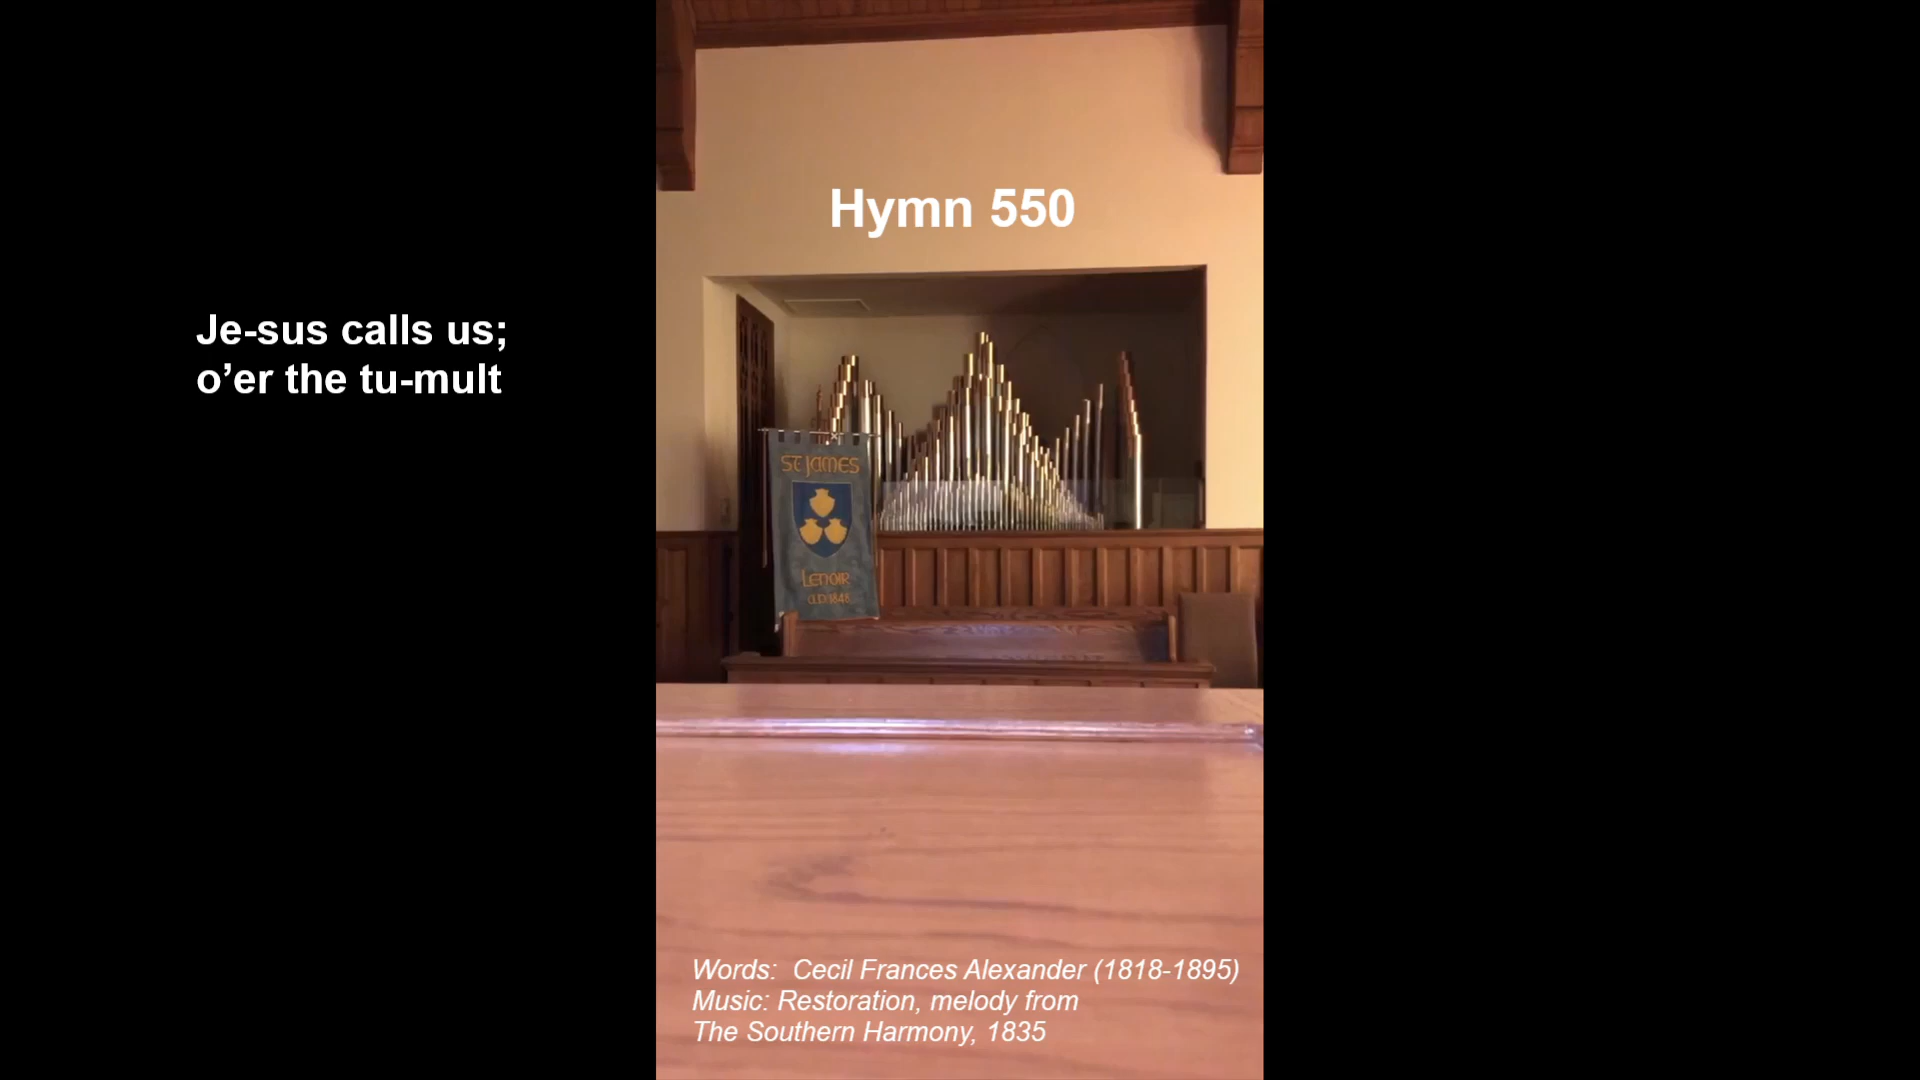 Hymn 550
Je-sus calls us;
o’er the tu-mult
ST JAMES
LENOIR
A.D. 1848
Words:  Cecil Frances Alexander (1818-1895)
Music: Restoration, melody from
The Southern Harmony, 1835